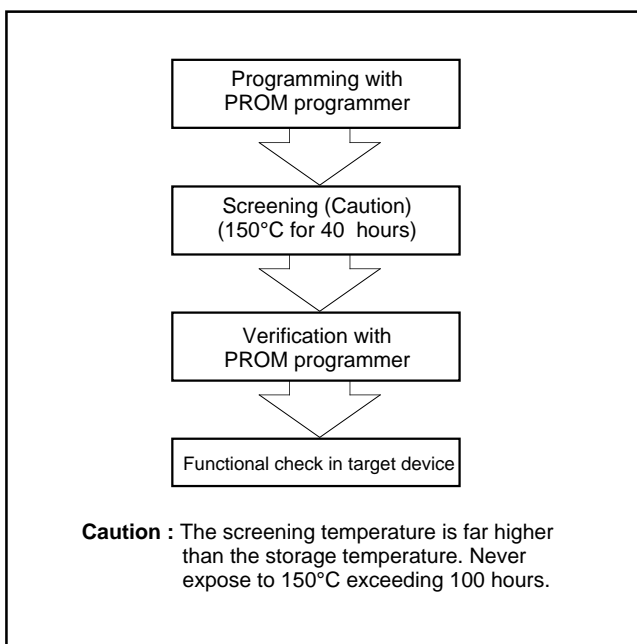 Programming with
PROM programmer
Screening (Caution)
(150°C for 40 hours)
Verification with
PROM programmer
Functional check in target device
Caution : The screening temperature is far higher
than the storage temperature. Never
expose to 150°C exceeding 100 hours.